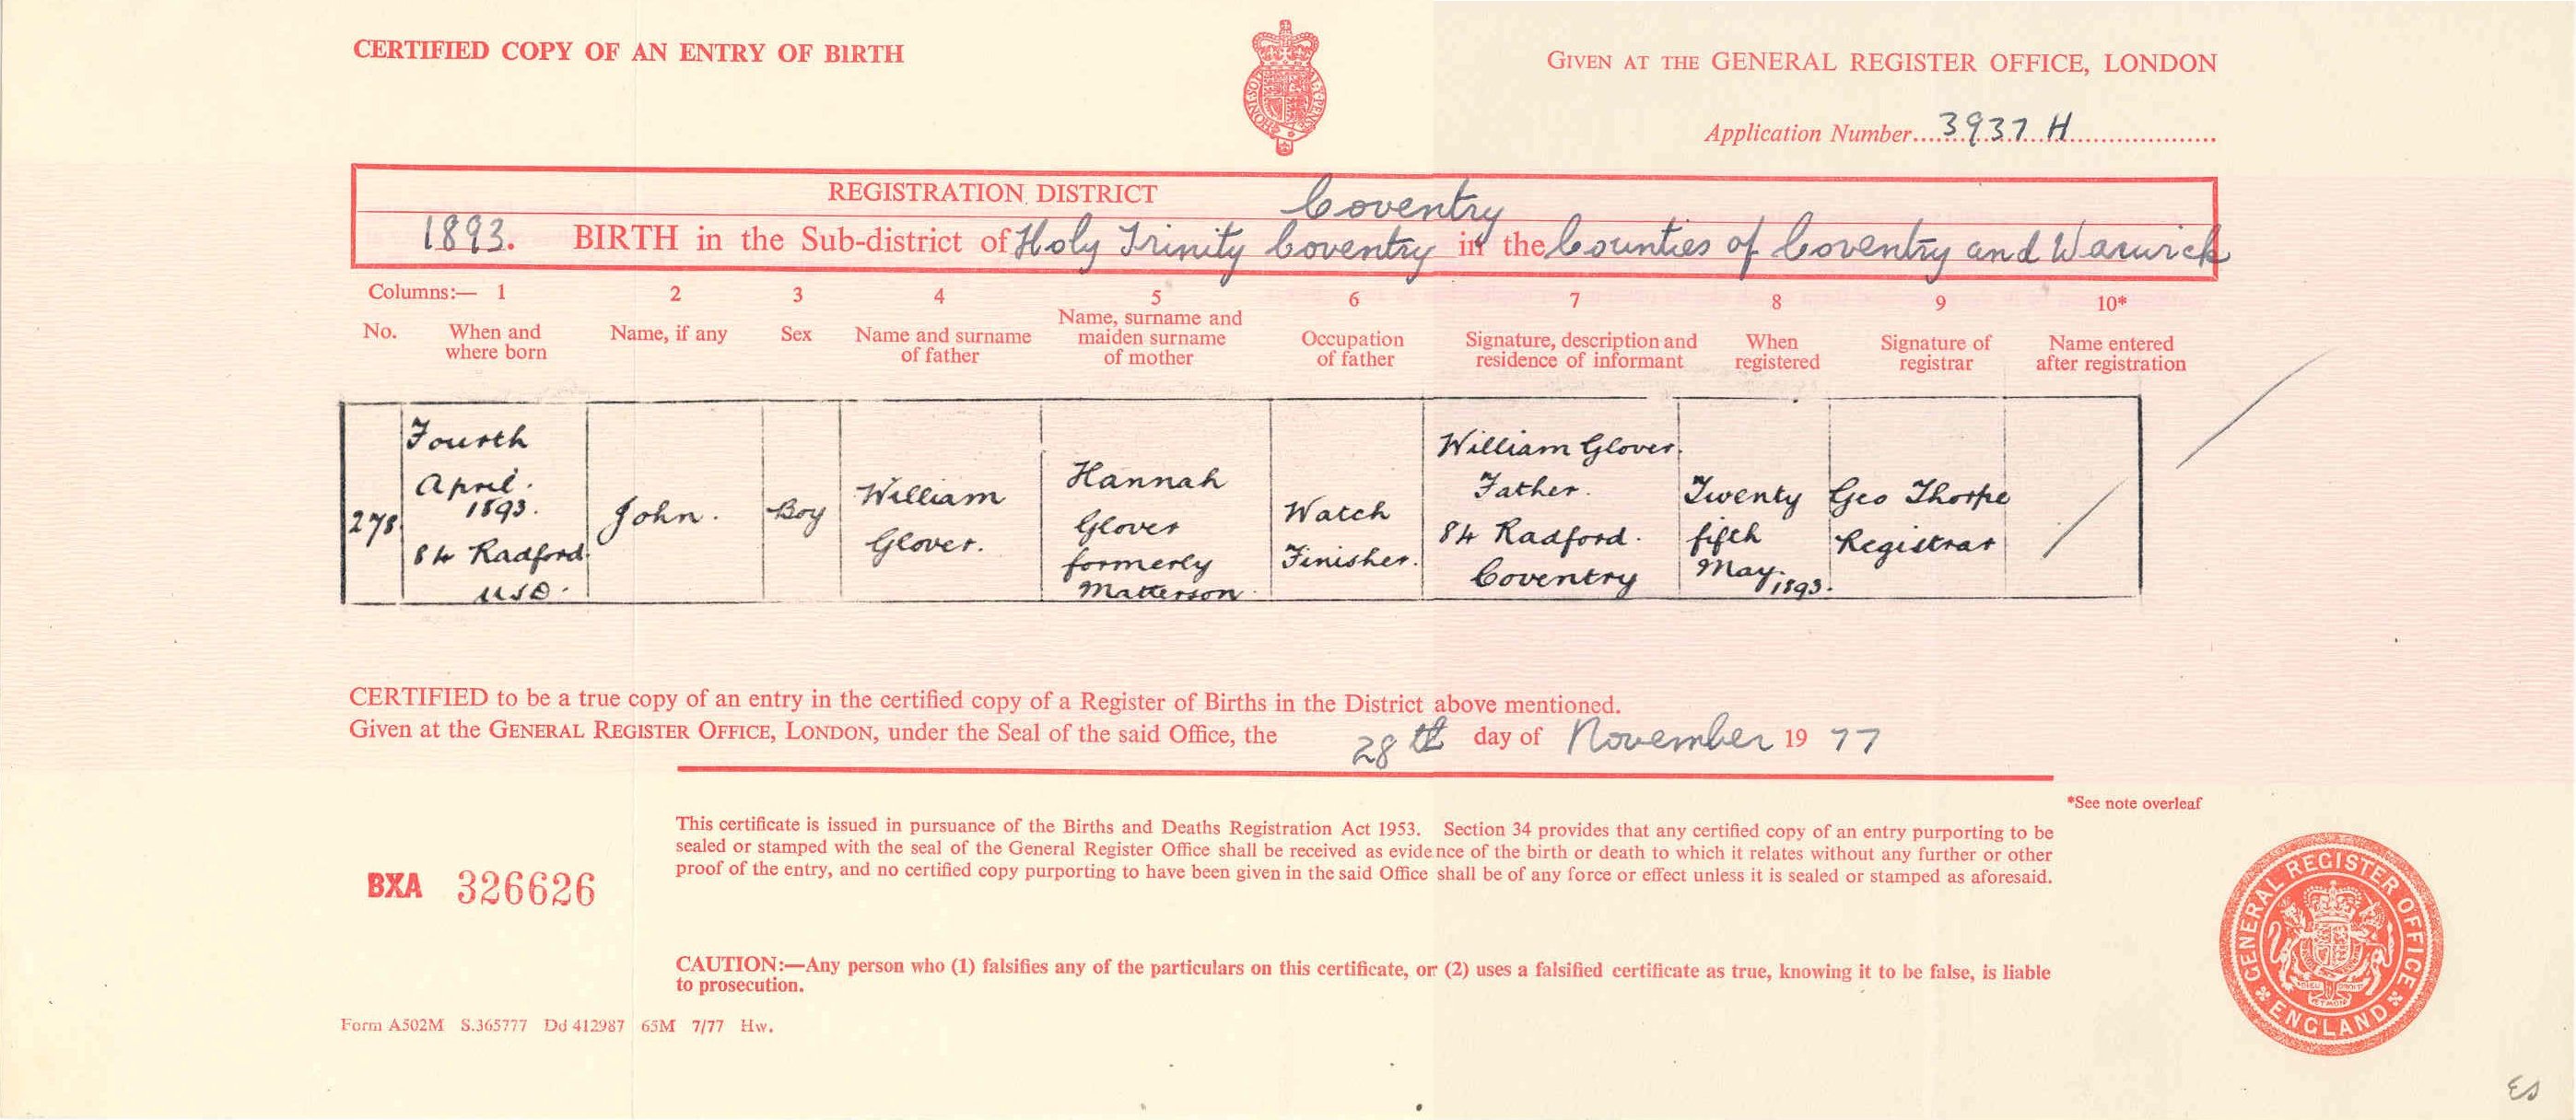 CERTIFIED COPY OF AN ENTRY OF BIRTH
GIVEN AT THE GENERAL REGISTER OFFICE, LONDON
Application Number....3937 H....................
REGISTRATION DISTRICT Coventry
1893. BIRTH in the Sub-district of Holy Trinity Coventry in the Counties of Coventry and Warwick
Columns:— 1 2 3 4 5 6 7 8 9 10*
No.
When and
where born
Name, if any
Sex
Name and surname
of father
Name, surname and
maiden surname
of mother
Occupation
of father
Signature, description and
residence of informant
When
registered
Signature of
registrar
Name entered
after registration
278
Fourth
April.
1893.
84 Radford
USD.
John.
Boy
William
Glover.
Hannah
Glover
formerly
Matterson
Watch
Finisher.
William Glover
Father.
84 Radford.
Coventry
Twenty
fifth
May.
1893.
Geo Thorpe
Registrar
CERTIFIED to be a true copy of an entry in the certified copy of a Register of Births in the District above mentioned.
Given at the GENERAL REGISTER OFFICE, LONDON, under the Seal of the said Office, the 28th day of November 1977
*See note overleaf
This certificate is issued in pursuance of the Births and Deaths Registration Act 1953. Section 34 provides that any certified copy of an entry purporting to be
sealed or stamped with the seal of the General Register Office shall be received as evidence of the birth or death to which it relates without any further or other
proof of the entry, and no certified copy purporting to have been given in the said Office shall be of any force or effect unless it is sealed or stamped as aforesaid.
BXA 326626
GENERAL REGISTER OFFICE
ENGLAND
CAUTION:—Any person who (1) falsifies any of the particulars on this certificate, or (2) uses a falsified certificate as true, knowing it to be false, is liable
to prosecution.
Form A502M S.365777 Dd 412987 65M 7/77 Hw.
ES